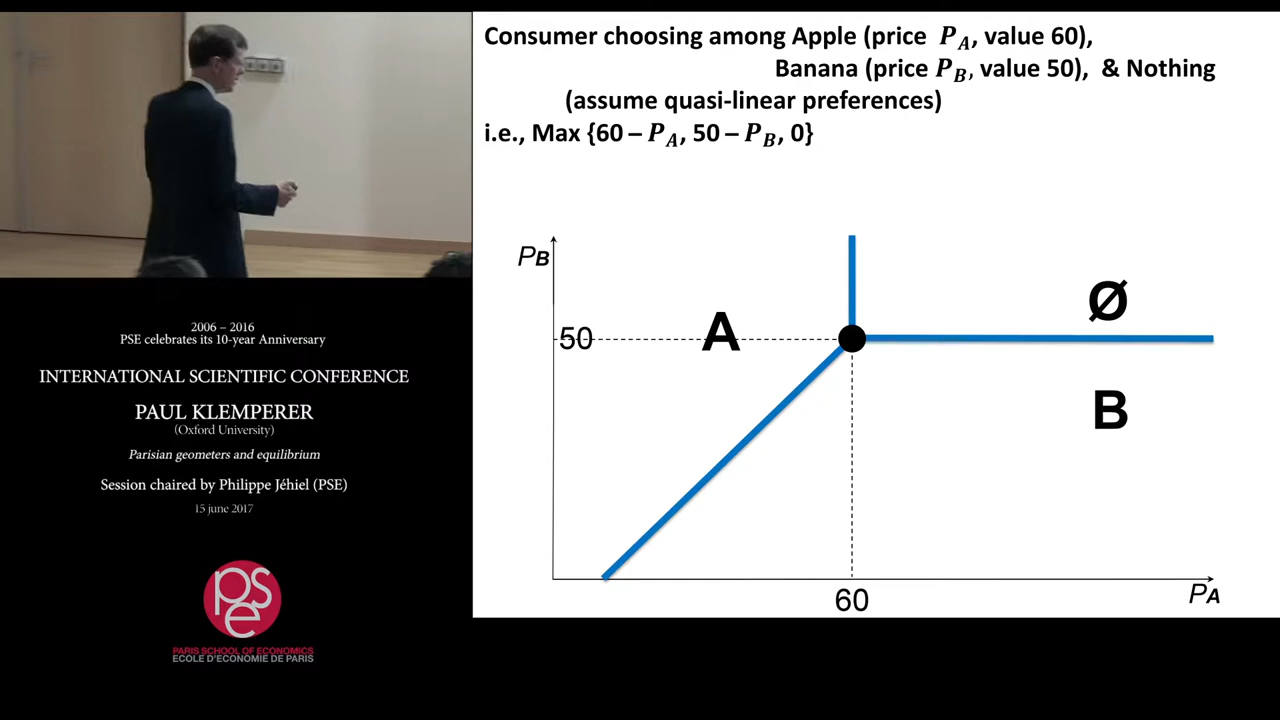 Consumer choosing among Apple (price P_A, value 60),
Banana (price P_B, value 50), & Nothing
(assume quasi-linear preferences)
i.e., Max {60 – P_A, 50 – P_B, 0}
P_B
50
A
Ø
B
60
P_A
2006 – 2016
PSE celebrates its 10-year Anniversary
INTERNATIONAL SCIENTIFIC CONFERENCE
PAUL KLEMPERER
(Oxford University)
Parisian geometers and equilibrium
Session chaired by Philippe Jéhiel (PSE)
15 june 2017
pse
PARIS SCHOOL OF ECONOMICS
ECOLE D'ECONOMIE DE PARIS